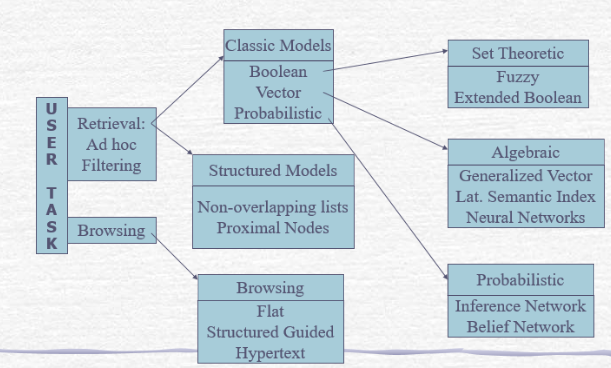 USER TASK
Retrieval:
Ad hoc
Filtering
Browsing
Classic Models
Boolean
Vector
Probabilistic
Structured Models
Non-overlapping lists
Proximal Nodes
Browsing
Flat
Structured Guided
Hypertext
Set Theoretic
Fuzzy
Extended Boolean
Algebraic
Generalized Vector
Lat. Semantic Index
Neural Networks
Probabilistic
Inference Network
Belief Network